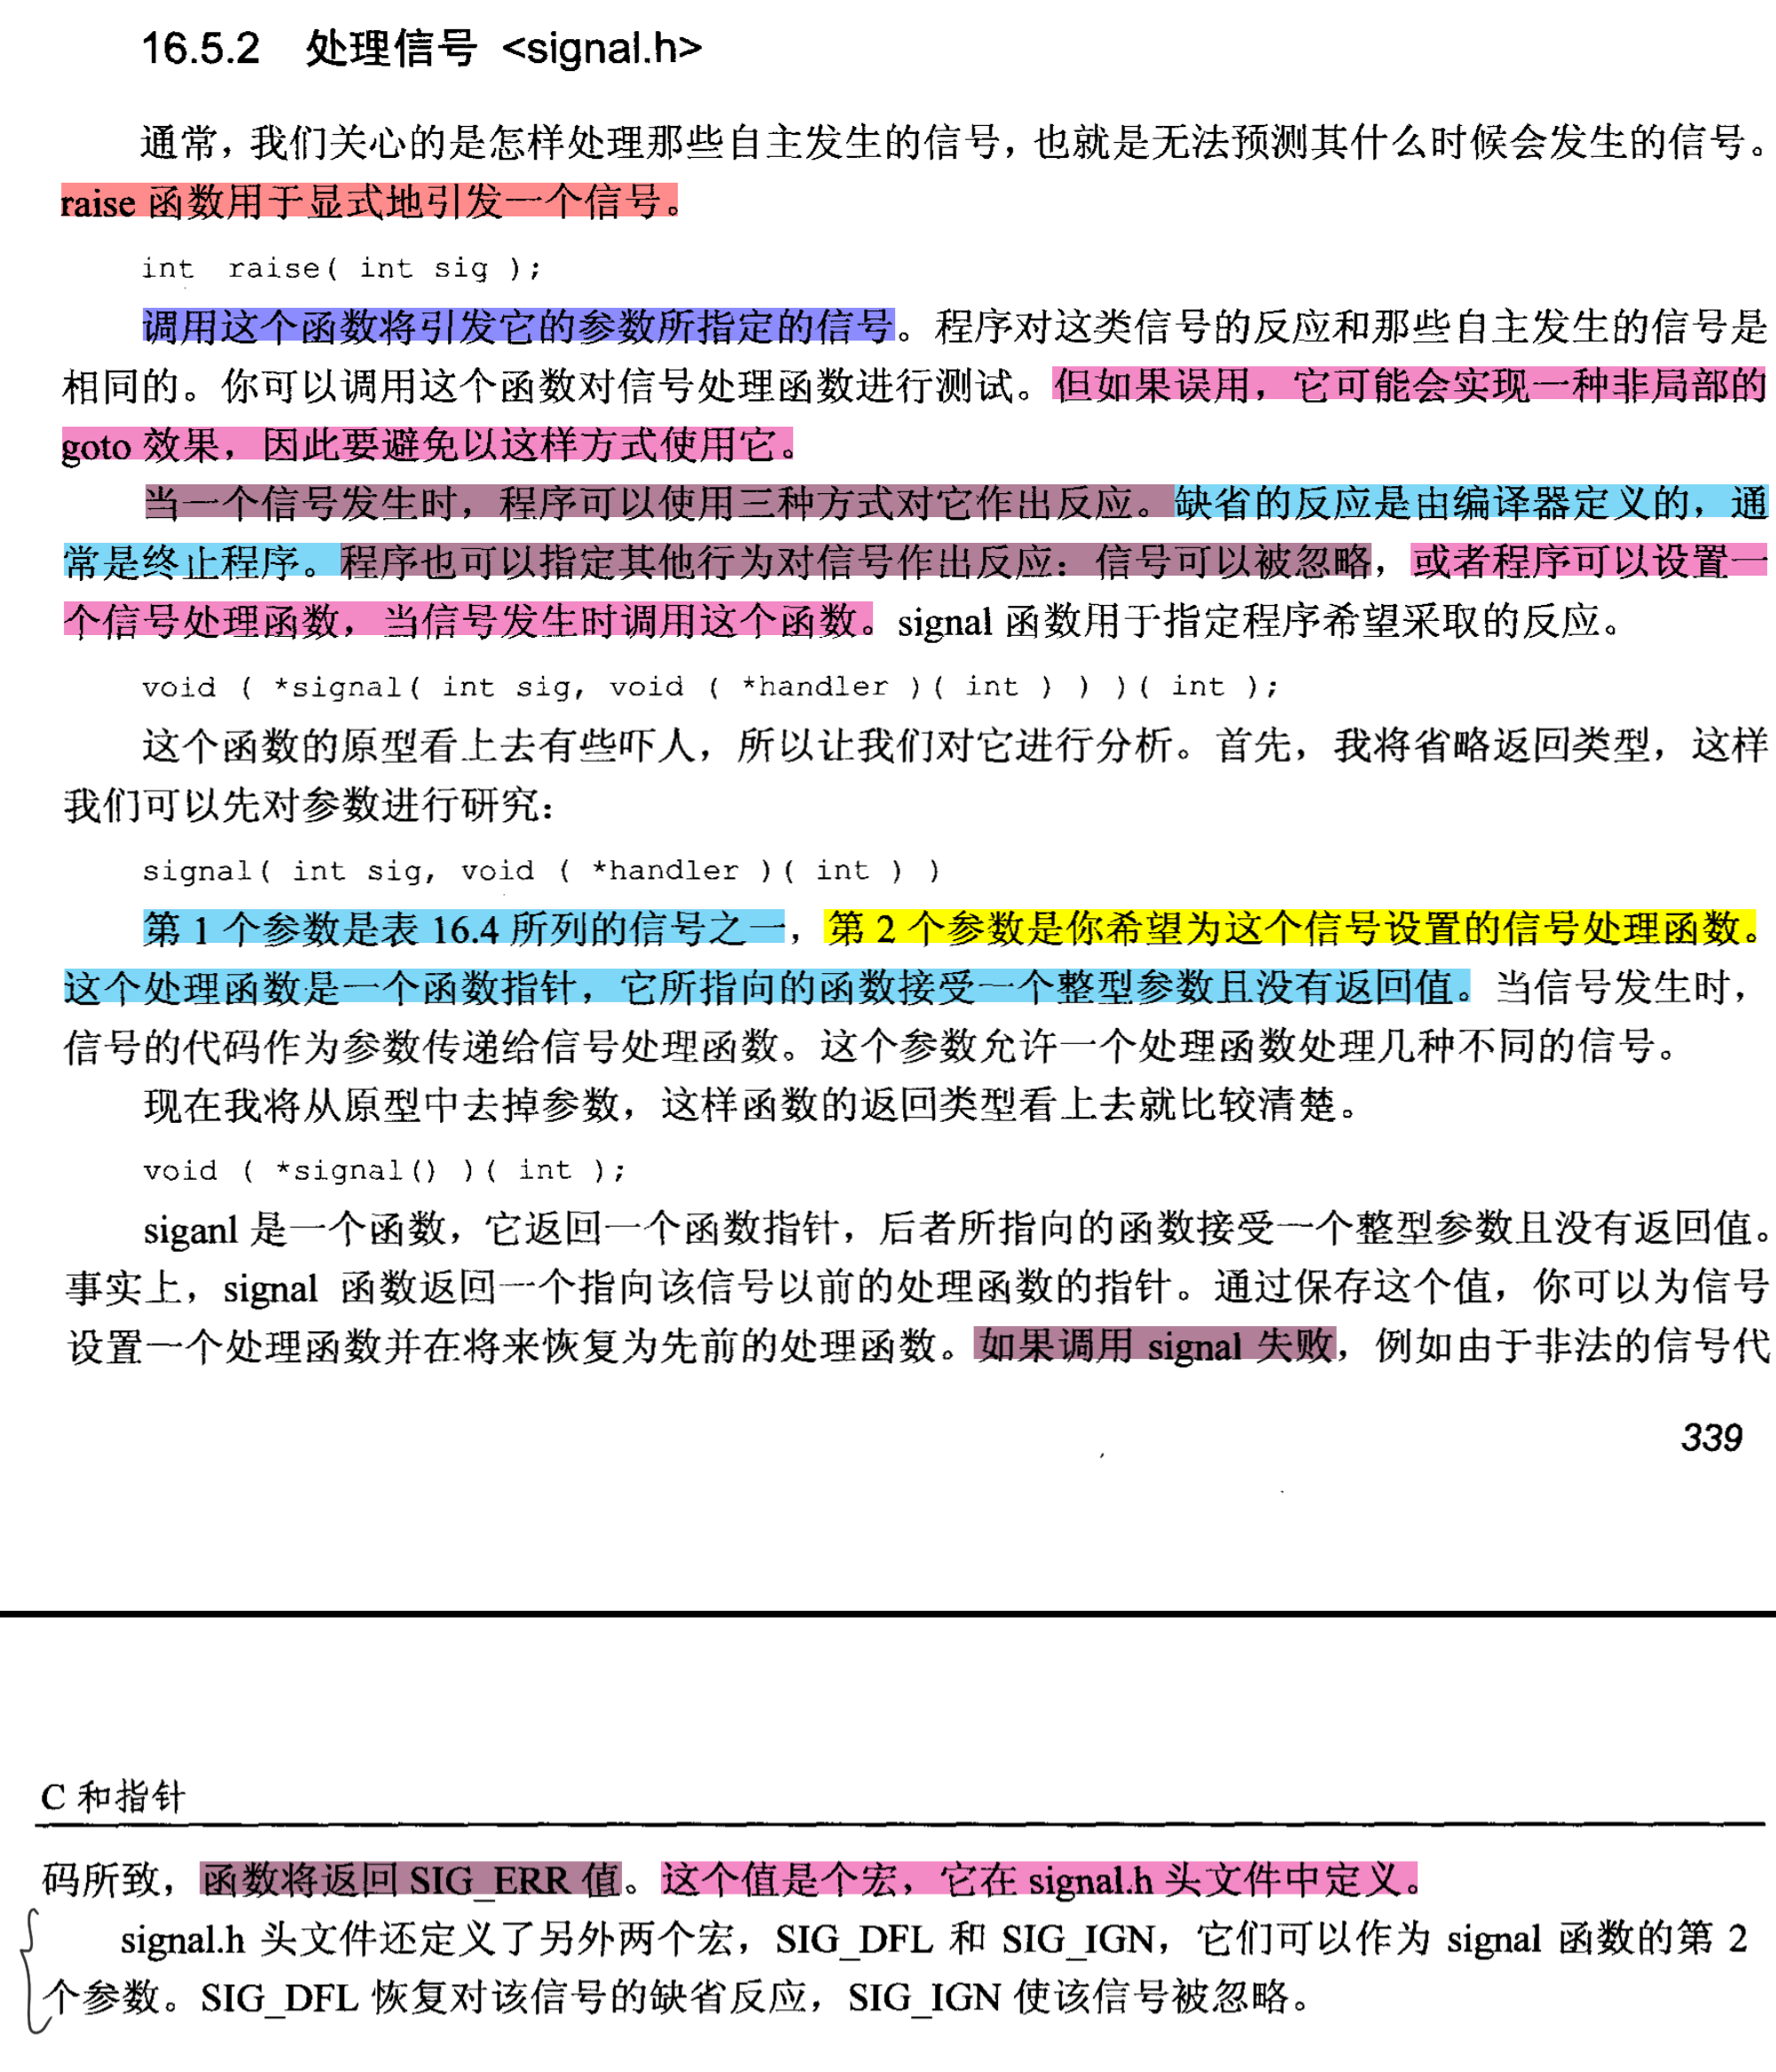 16.5.2 处理信号 <signal.h>
通常，我们关心的是怎样处理那些自主发生的信号，也就是无法预测其什么时候会发生的信号。
raise 函数用于显式地引发一个信号。
int raise( int sig );
调用这个函数将引发它的参数所指定的信号。程序对这类信号的反应和那些自主发生的信号是
相同的。你可以调用这个函数对信号处理函数进行测试。但如果误用，它可能会实现一种非局部的
goto 效果，因此要避免以这样方式使用它。
当一个信号发生时，程序可以使用三种方式对它作出反应。缺省的反应是由编译器定义的，通
常是终止程序。程序也可以指定其他行为对信号作出反应：信号可以被忽略，或者程序可以设置一
个信号处理函数，当信号发生时调用这个函数。signal 函数用于指定程序希望采取的反应。
void ( *signal( int sig, void ( *handler )( int ) ) )( int );
这个函数的原型看上去有些吓人，所以让我们对它进行分析。首先，我将省略返回类型，这样
我们可以先对参数进行研究：
signal( int sig, void ( *handler )( int ) )
第 1 个参数是表 16.4 所列的信号之一，第 2 个参数是你希望为这个信号设置的信号处理函数。
这个处理函数是一个函数指针，它所指向的函数接受一个整型参数且没有返回值。当信号发生时，
信号的代码作为参数传递给信号处理函数。这个参数允许一个处理函数处理几种不同的信号。
现在我将从原型中去掉参数，这样函数的返回类型看上去就比较清楚。
void ( *signal() )( int );
siganl 是一个函数，它返回一个函数指针，后者所指向的函数接受一个整型参数且没有返回值。
事实上，signal 函数返回一个指向该信号以前的处理函数的指针。通过保存这个值，你可以为信号
设置一个处理函数并在将来恢复为先前的处理函数。如果调用 signal 失败，例如由于非法的信号代
339
C 和指针
码所致，函数将返回 SIG_ERR 值。这个值是个宏，它在 signal.h 头文件中定义。
signal.h 头文件还定义了另外两个宏，SIG_DFL 和 SIG_IGN，它们可以作为 signal 函数的第 2
个参数。SIG_DFL 恢复对该信号的缺省反应，SIG_IGN 使该信号被忽略。